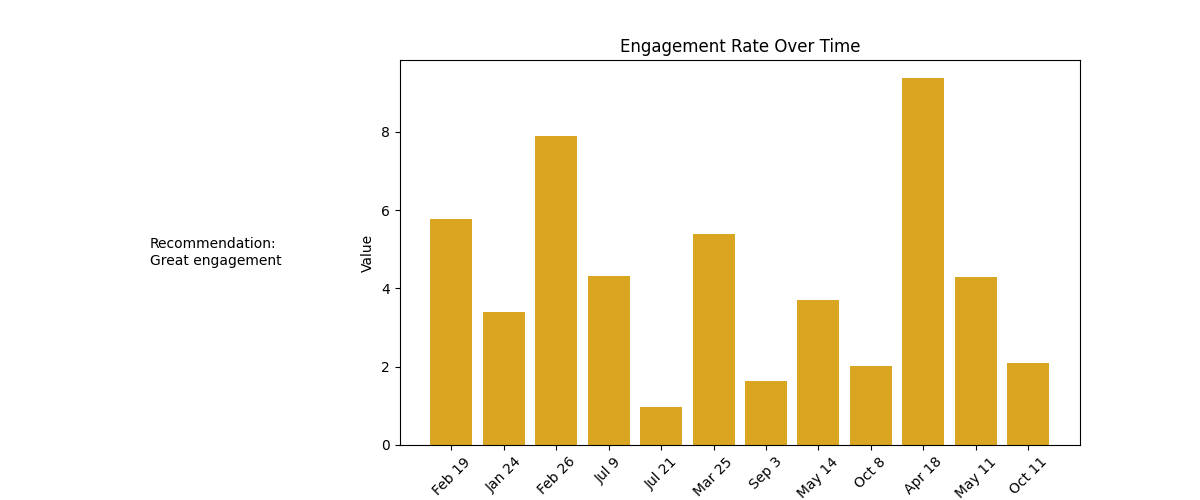 Engagement Rate Over Time
Recommendation:
Great engagement
Value
8
6
4
2
0
Feb 19
Jan 24
Feb 26
Jul 9
Jul 21
Mar 25
Sep 3
May 14
Oct 8
Apr 18
May 11
Oct 11